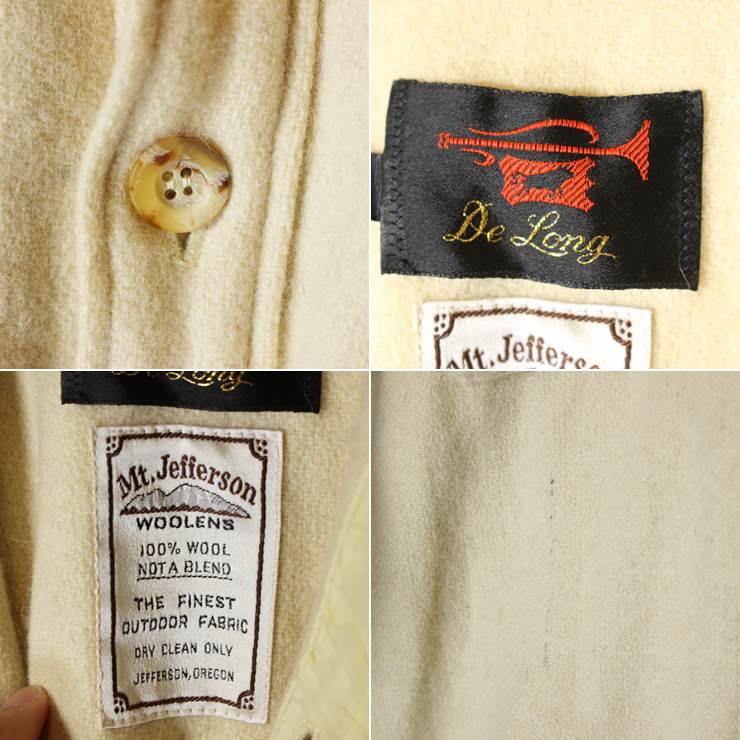 De Long
Mt. Jefferson
De Long
Mt. Jefferson
WOOLENS
100% WOOL
NOT A BLEND
THE FINEST
OUTDOOR FABRIC
DRY CLEAN ONLY
JEFFERSON, OREGON